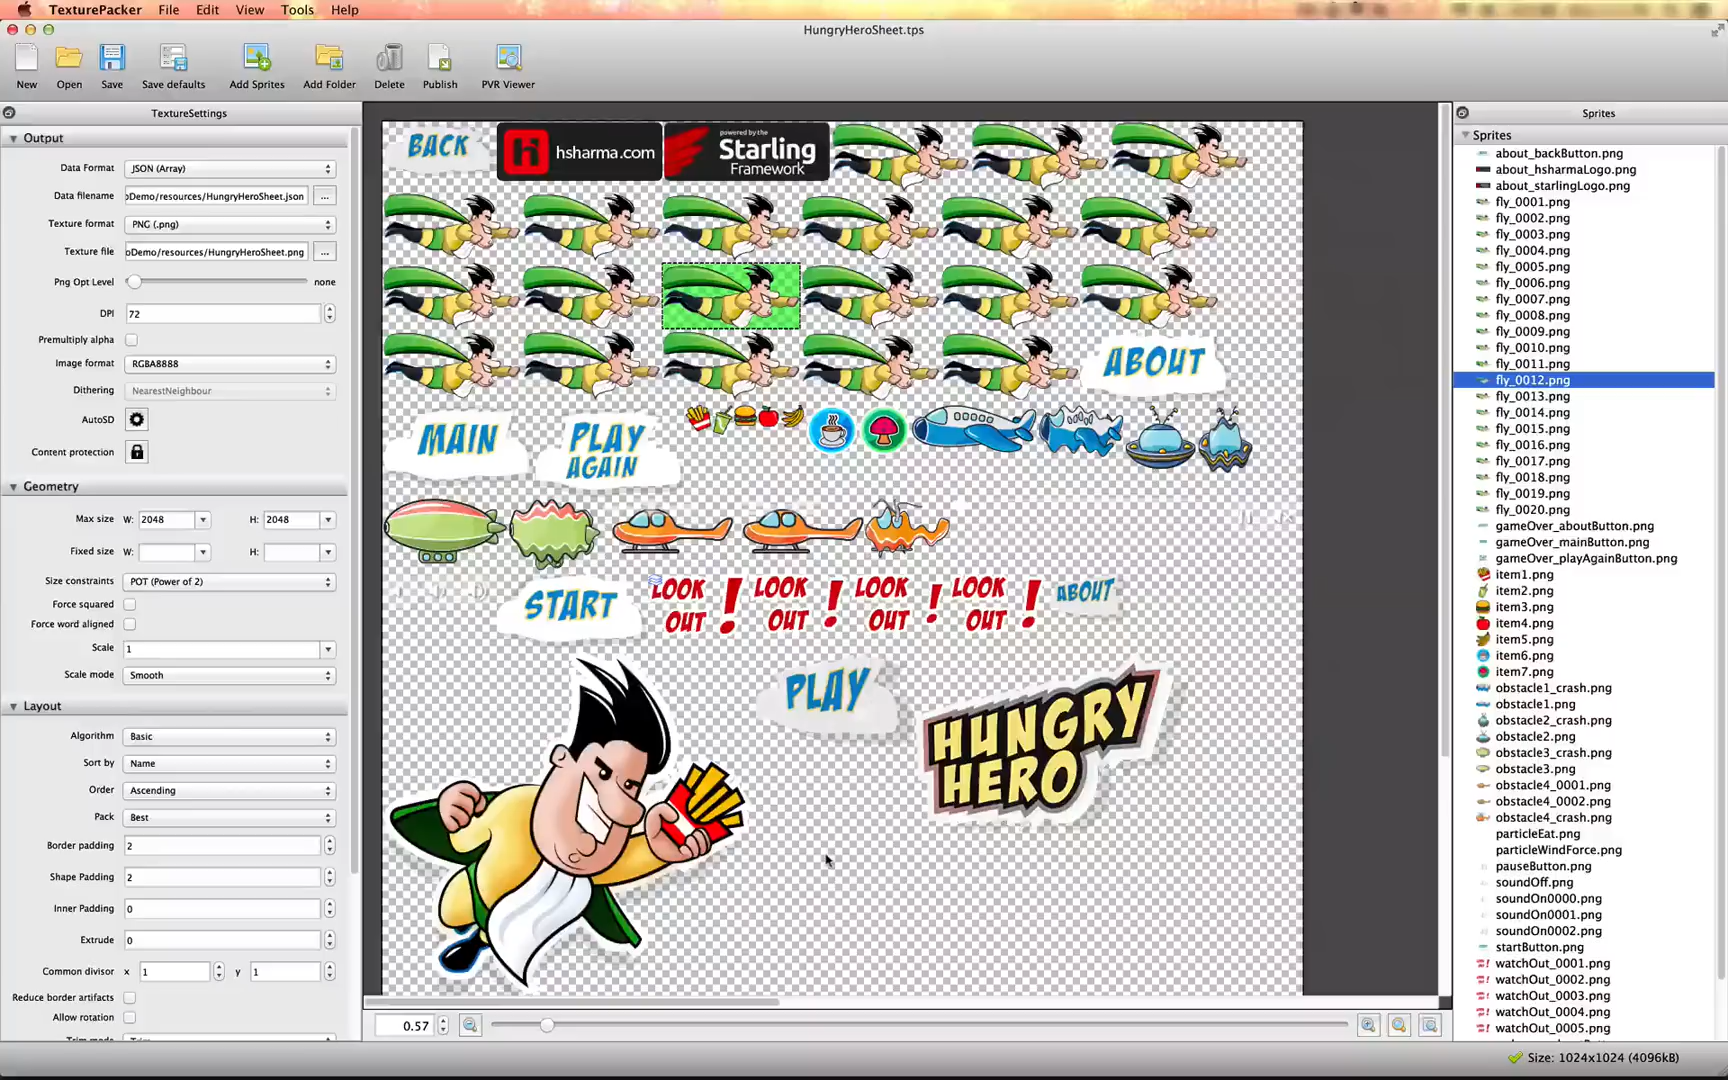 TexturePacker File Edit View Tools Help
HungryHeroSheet.tps
New Open Save Save defaults Add Sprites Add Folder Delete Publish PVR Viewer
TextureSettings
Output
Data Format JSON (Array)
Data filename oDemo/resources/HungryHeroSheet.json ...
Texture format PNG (.png)
Texture file oDemo/resources/HungryHeroSheet.png ...
Png Opt Level none
DPI 72
Premultiply alpha
Image format RGBA8888
Dithering NearestNeighbour
AutoSD
Content protection
Geometry
Max size W: 2048 H: 2048
Fixed size W: H:
Size constraints POT (Power of 2)
Force squared
Force word aligned
Scale 1
Scale mode Smooth
Layout
Algorithm Basic
Sort by Name
Order Ascending
Pack Best
Border padding 2
Shape Padding 2
Inner Padding 0
Extrude 0
Common divisor x 1 y 1
Reduce border artifacts
Allow rotation
BACK
h hsharma.com
powered by the
Starling
Framework
ABOUT
MAIN
PLAY
AGAIN
START
LOOK
OUT!
LOOK
OUT!
LOOK
OUT!
LOOK
OUT!
ABOUT
PLAY
HUNGRY
HERO
0.57
Sprites
Sprites
about_backButton.png
about_hsharmaLogo.png
about_starlingLogo.png
fly_0001.png
fly_0002.png
fly_0003.png
fly_0004.png
fly_0005.png
fly_0006.png
fly_0007.png
fly_0008.png
fly_0009.png
fly_0010.png
fly_0011.png
fly_0012.png
fly_0013.png
fly_0014.png
fly_0015.png
fly_0016.png
fly_0017.png
fly_0018.png
fly_0019.png
fly_0020.png
gameOver_aboutButton.png
gameOver_mainButton.png
gameOver_playAgainButton.png
item1.png
item2.png
item3.png
item4.png
item5.png
item6.png
item7.png
obstacle1_crash.png
obstacle1.png
obstacle2_crash.png
obstacle2.png
obstacle3_crash.png
obstacle3.png
obstacle4_0001.png
obstacle4_0002.png
obstacle4_crash.png
particleEat.png
particleWindForce.png
pauseButton.png
soundOff.png
soundOn0000.png
soundOn0001.png
soundOn0002.png
startButton.png
watchOut_0001.png
watchOut_0002.png
watchOut_0003.png
watchOut_0004.png
watchOut_0005.png
Size: 1024x1024 (4096kB)